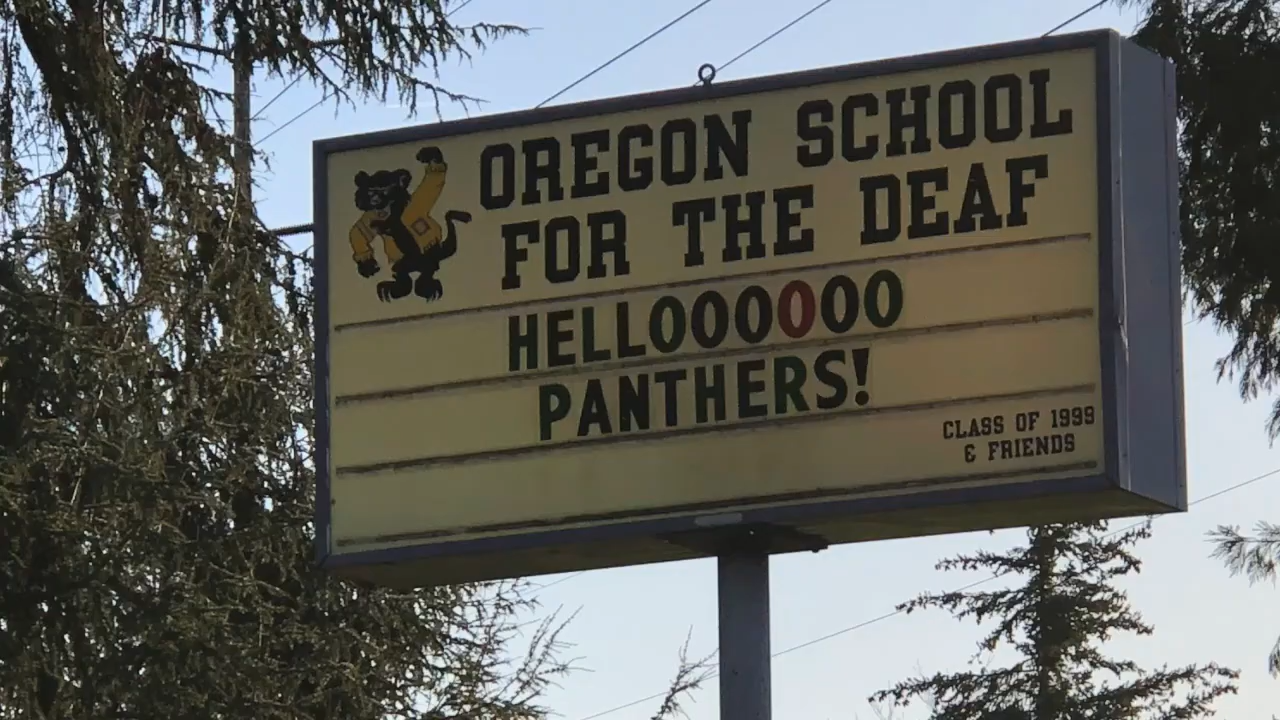 OREGON SCHOOL
FOR THE DEAF
HELLOOOOOO
PANTHERS!
CLASS OF 1999
& FRIENDS